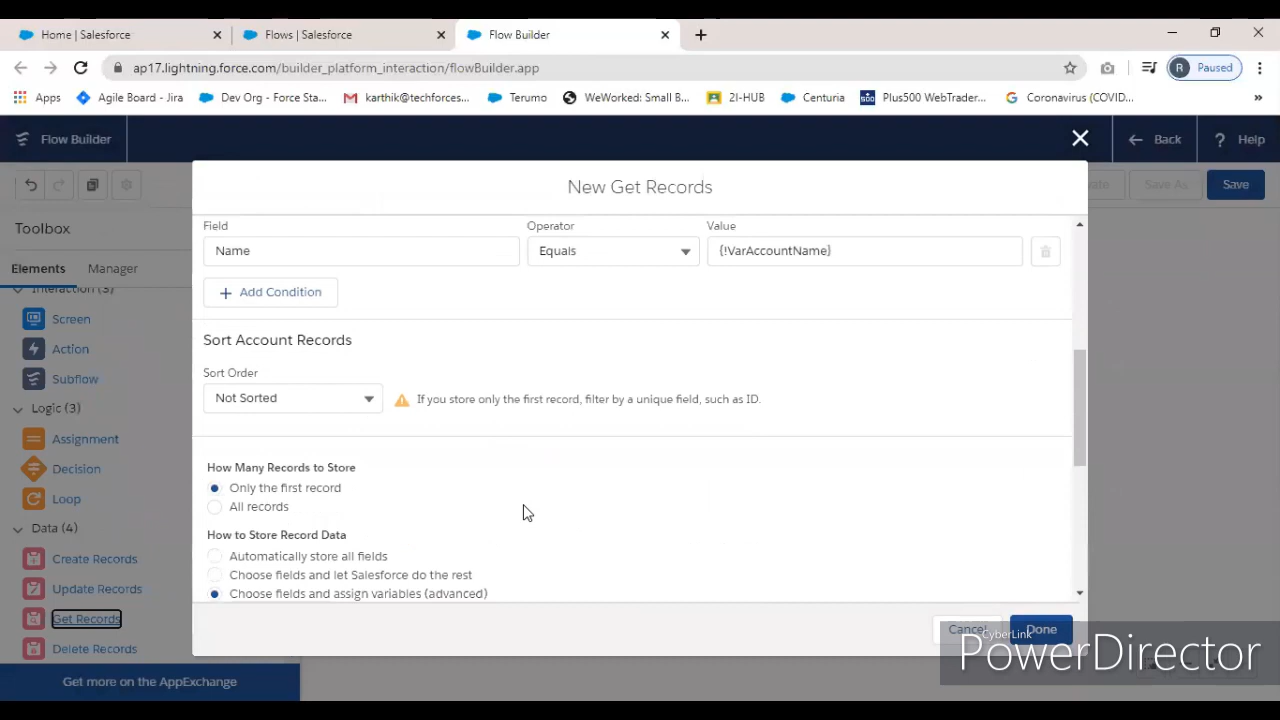 Home | Salesforce
Flows | Salesforce
Flow Builder
ap17.lightning.force.com/builder_platform_interaction/flowBuilder.app
R Paused
Apps
Agile Board - Jira
Dev Org - Force Sta...
karthik@techforces...
Terumo
WeWorked: Small B...
2I-HUB
Centuria
Plus500 WebTrader...
Coronavirus (COVID...
Flow Builder
Back
? Help
New Get Records
Save As
Save
Toolbox
Elements
Manager
Interaction (3)
Screen
Action
Subflow
Logic (3)
Assignment
Decision
Loop
Data (4)
Create Records
Update Records
Get Records
Delete Records
Get more on the AppExchange
Field
Operator
Value
Name
Equals
{!VarAccountName}
+ Add Condition
Sort Account Records
Sort Order
Not Sorted
If you store only the first record, filter by a unique field, such as ID.
How Many Records to Store
Only the first record
All records
How to Store Record Data
Automatically store all fields
Choose fields and let Salesforce do the rest
Choose fields and assign variables (advanced)
Cancel
Done
CyberLink
PowerDirector